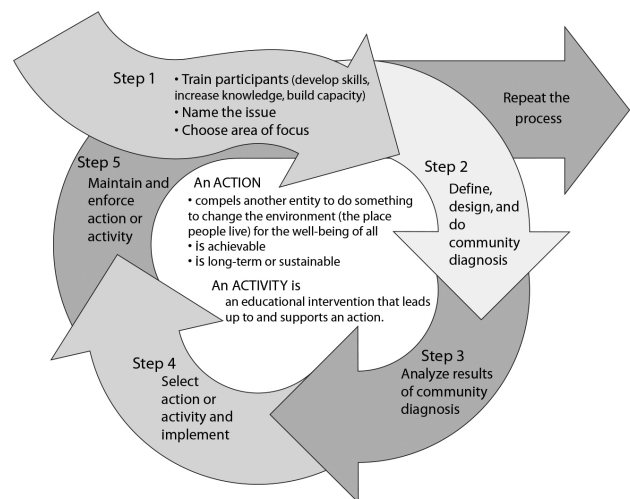 Step 1
• Train participants (develop skills,
increase knowledge, build capacity)
• Name the issue
• Choose area of focus
Repeat the
process
Step 2
Define,
design, and
do
community
diagnosis
Step 3
Analyze results
of community
diagnosis
Step 4
Select
action or
activity and
implement
Step 5
Maintain and
enforce
action or
activity
An ACTION
• compels another entity to do something
to change the environment (the place
people live) for the well-being of all
• is achievable
• is long-term or sustainable
An ACTIVITY is
an educational intervention that leads
up to and supports an action.